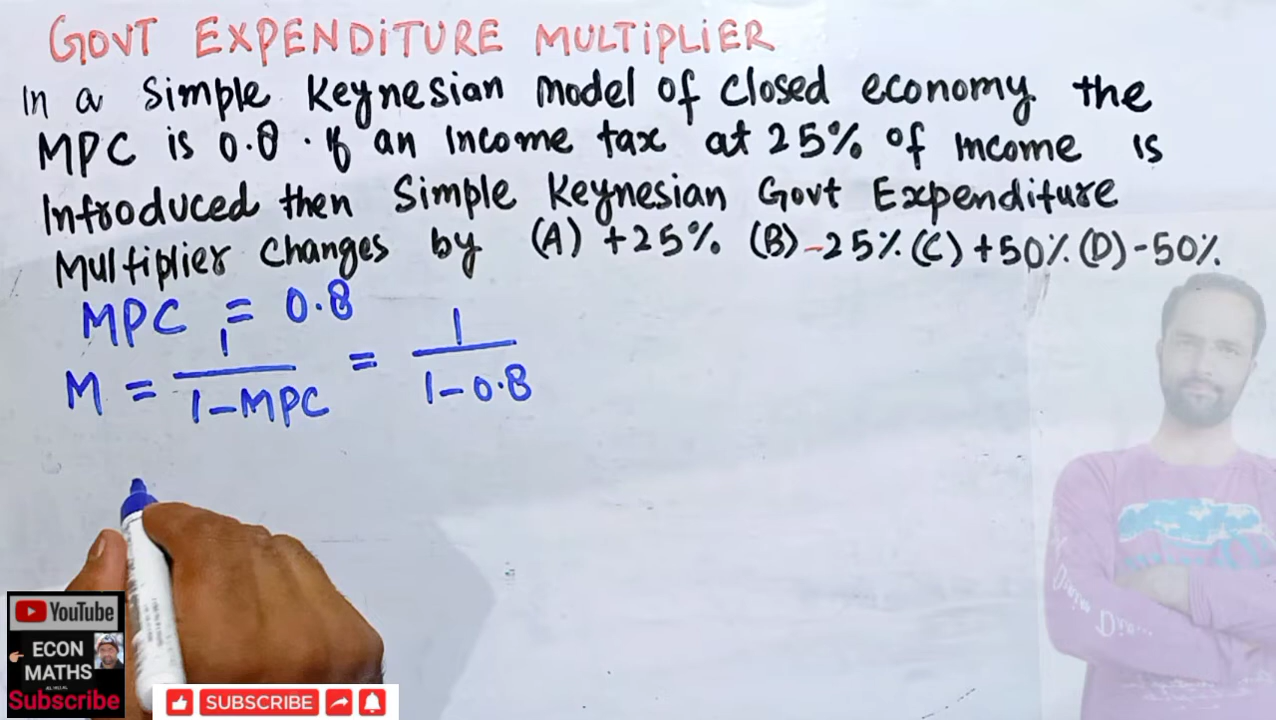 GOVT EXPENDITURE MULTIPLIER
In a simple Keynesian model of closed economy the
MPC is 0.8 . If an Income tax at 25% of income is
Introduced then Simple Keynesian Govt Expenditure
Multiplier changes by (A) +25% (B) -25% (C) +50% (D) -50%
MPC = 0.8
M = 1 / 1-MPC = 1 / 1-0.8
YouTube
ECON
MATHS
Subscribe
SUBSCRIBE